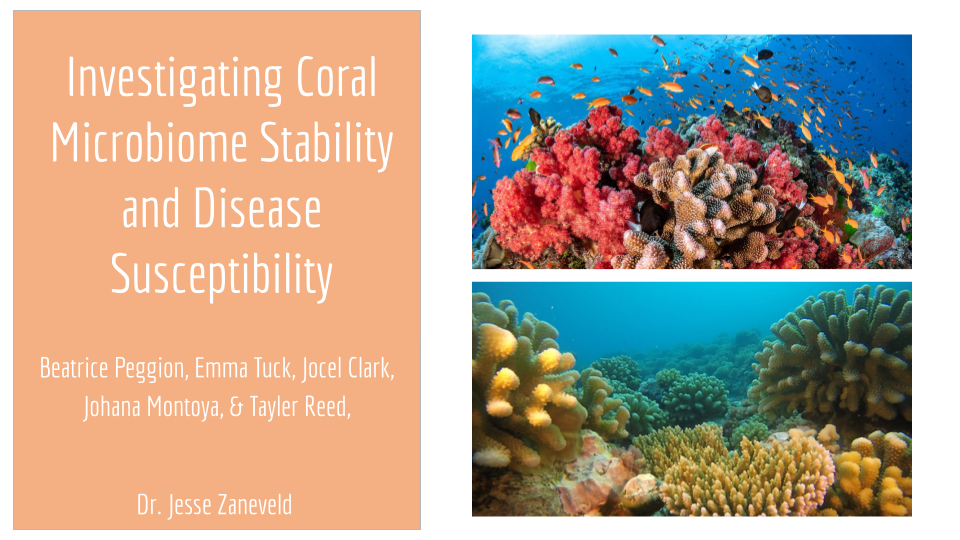 Investigating Coral
Microbiome Stability
and Disease
Susceptibility
Beatrice Peggion, Emma Tuck, Jocel Clark,
Johana Montoya, & Tayler Reed,
Dr. Jesse Zaneveld